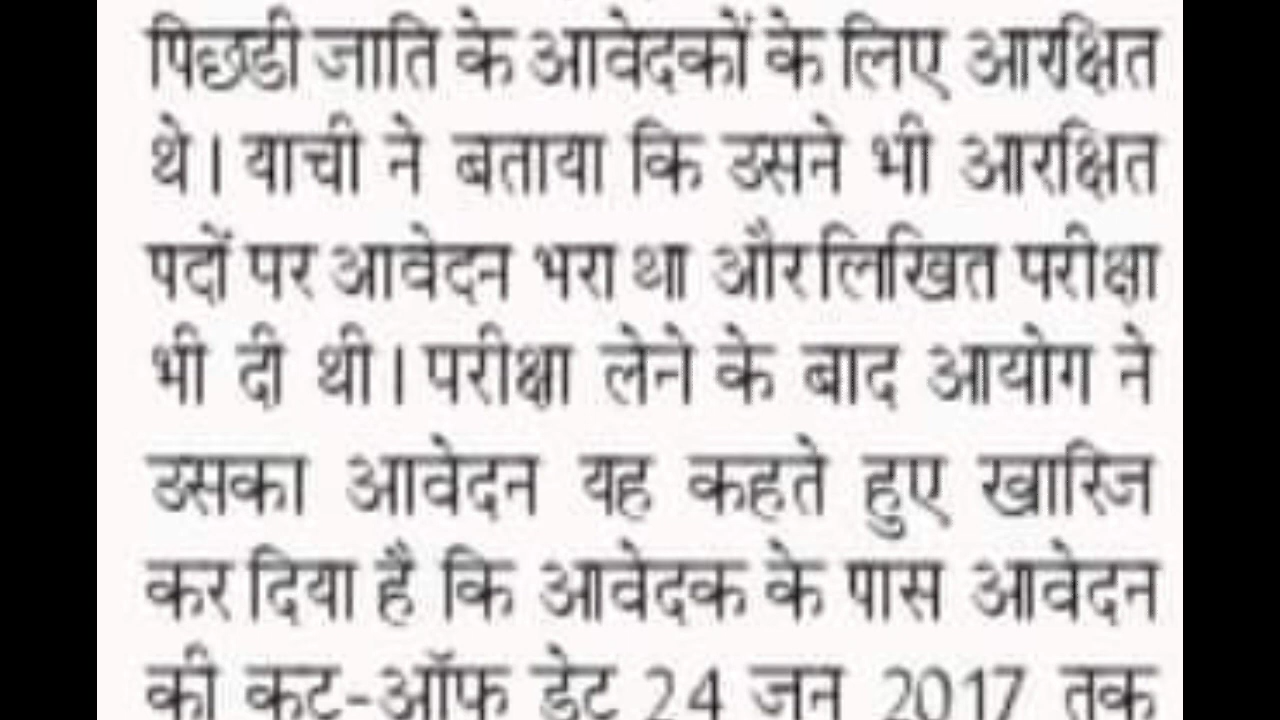 पिछडी जाति के आवेदकों के लिए आरक्षित
थे। याची ने बताया कि उसने भी आरक्षित
पदों पर आवेदन भरा था और लिखित परीक्षा
भी दी थी। परीक्षा लेने के बाद आयोग ने
उसका आवेदन यह कहते हुए खारिज
कर दिया है कि आवेदक के पास आवेदन
की कट-ऑफ डेट 24 जून 2017 तक